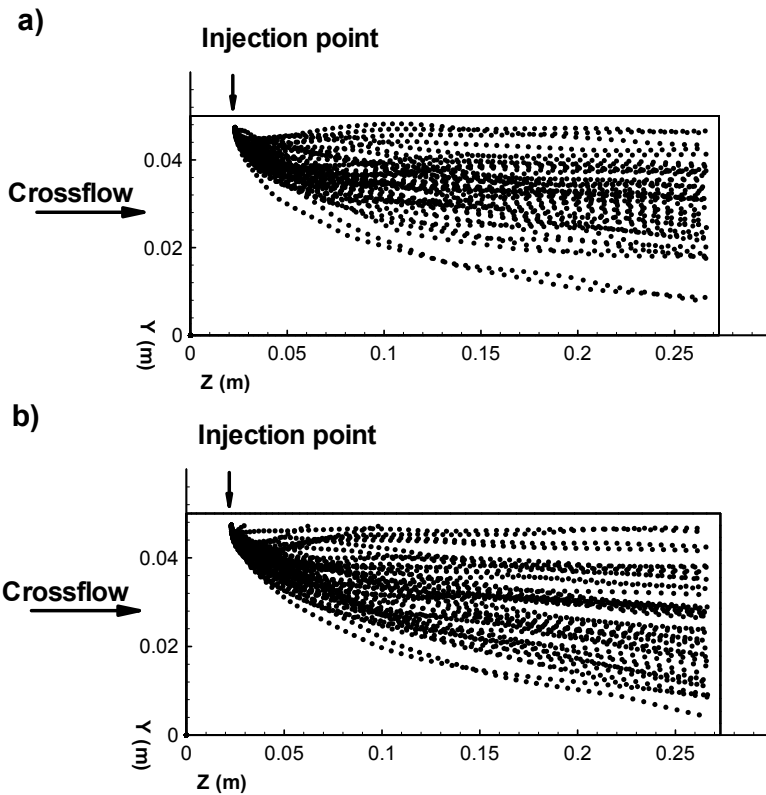 a)
Injection point
0.04
Crossflow
0.02
Y (m)
0
0 0.05 0.1 0.15 0.2 0.25
Z (m)
b)
Injection point
0.04
Crossflow
0.02
Y (m)
0
0 0.05 0.1 0.15 0.2 0.25
Z (m)